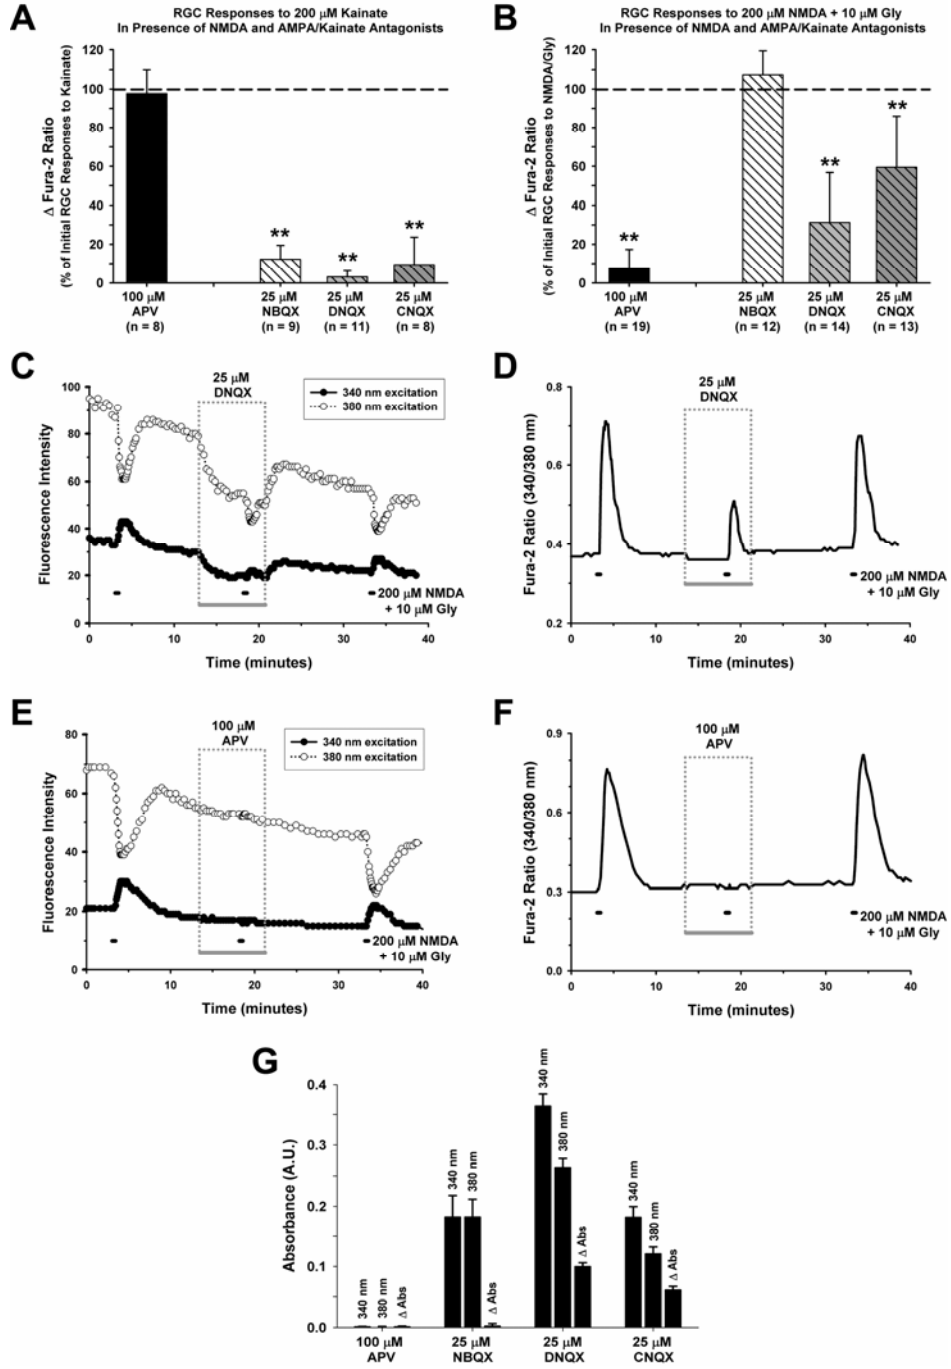 A
RGC Responses to 200 μM Kainate
In Presence of NMDA and AMPA/Kainate Antagonists
Δ Fura-2 Ratio
(% of Initial RGC Responses to Kainate)
120
100
80
60
40
20
0
**
**
**
100 μM
APV
(n = 8)
25 μM
NBQX
(n = 9)
25 μM
DNQX
(n = 11)
25 μM
CNQX
(n = 8)
B
RGC Responses to 200 μM NMDA + 10 μM Gly
In Presence of NMDA and AMPA/Kainate Antagonists
Δ Fura-2 Ratio
(% of Initial RGC Responses to NMDA/Gly)
120
100
80
60
40
20
0
**
**
**
100 μM
APV
(n = 19)
25 μM
NBQX
(n = 12)
25 μM
DNQX
(n = 14)
25 μM
CNQX
(n = 13)
C
25 μM
DNQX
340 nm excitation
380 nm excitation
Fluorescence Intensity
100
80
60
40
20
0
200 μM NMDA
+ 10 μM Gly
0 10 20 30 40
Time (minutes)
D
25 μM
DNQX
Fura-2 Ratio (340/380 nm)
0.8
0.6
0.4
0.2
200 μM NMDA
+ 10 μM Gly
0 10 20 30 40
Time (minutes)
E
100 μM
APV
340 nm excitation
380 nm excitation
Fluorescence Intensity
80
60
40
20
0
200 μM NMDA
+ 10 μM Gly
0 10 20 30 40
Time (minutes)
F
100 μM
APV
Fura-2 Ratio (340/380 nm)
0.9
0.6
0.3
0.0
200 μM NMDA
+ 10 μM Gly
0 10 20 30 40
Time (minutes)
G
Absorbance (A.U.)
0.4
0.3
0.2
0.1
0.0
340 nm
380 nm
Δ Abs
340 nm
380 nm
Δ Abs
340 nm
380 nm
Δ Abs
340 nm
380 nm
Δ Abs
100 μM
APV
25 μM
NBQX
25 μM
DNQX
25 μM
CNQX